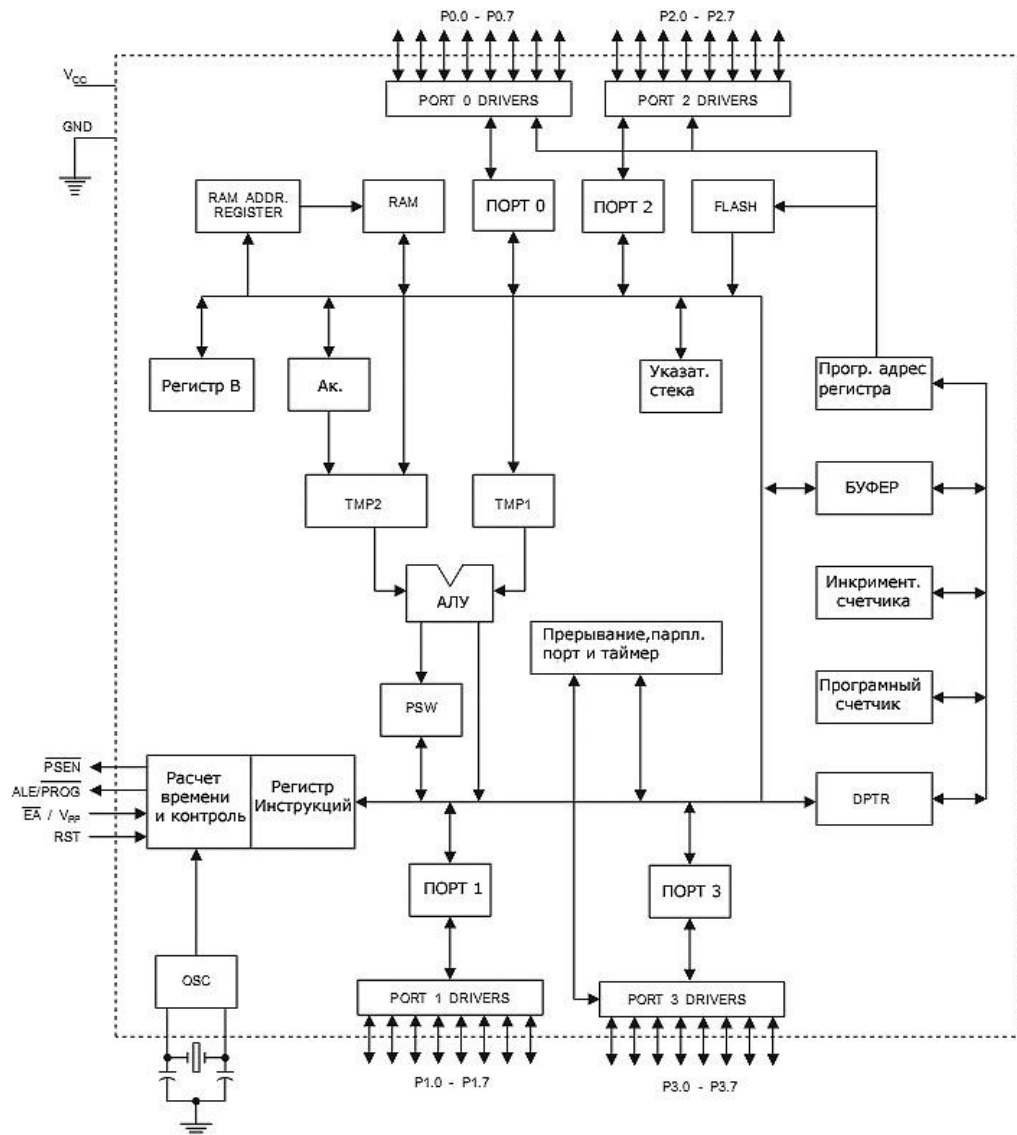 P0.0 - P0.7
P2.0 - P2.7
VCC
PORT 0 DRIVERS
PORT 2 DRIVERS
GND
RAM ADDR.
REGISTER
RAM
ПОРТ 0
ПОРТ 2
FLASH
Регистр В
Ак.
Указат.
стека
Прогр. адрес
регистра
TMP2
TMP1
БУФЕР
АЛУ
Инкримент.
счетчика
Прерывание,парпл.
порт и таймер
PSW
Програмный
счетчик
PSEN
ALE/PROG
EA / VPP
RST
Расчет
времени
и контроль
Регистр
Инструкций
DPTR
ПОРТ 1
ПОРТ 3
OSC
PORT 1 DRIVERS
PORT 3 DRIVERS
P1.0 - P1.7
P3.0 - P3.7